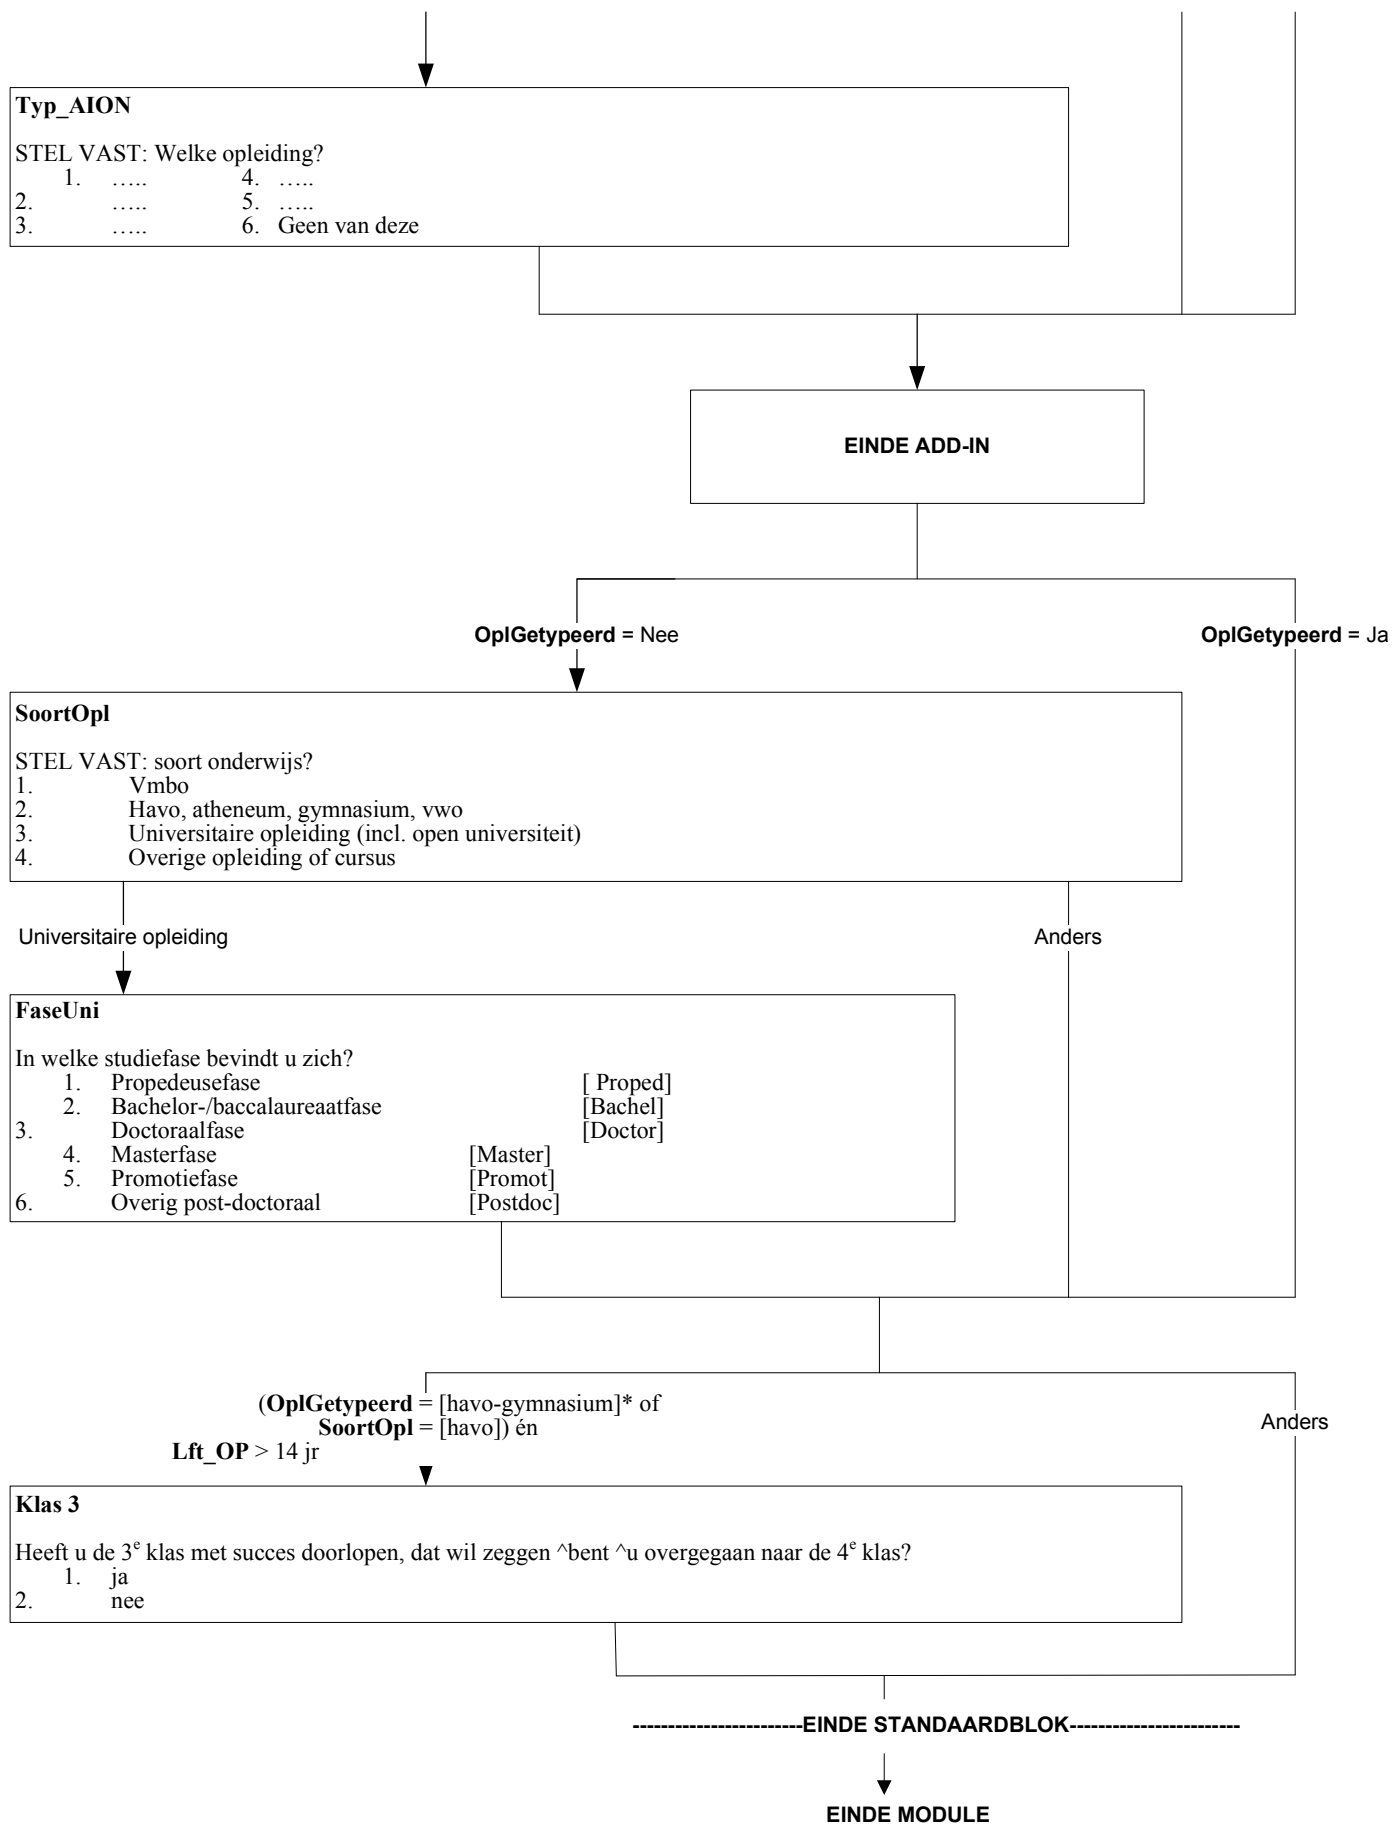 Typ_AION
STEL VAST: Welke opleiding?
1. ….. 4. …..
2. ….. 5. …..
3. ….. 6. Geen van deze
EINDE ADD-IN
OplGetypeerd = Nee
OplGetypeerd = Ja
SoortOpl
STEL VAST: soort onderwijs?
1. Vmbo
2. Havo, atheneum, gymnasium, vwo
3. Universitaire opleiding (incl. open universiteit)
4. Overige opleiding of cursus
Universitaire opleiding
Anders
FaseUni
In welke studiefase bevindt u zich?
1. Propedeusefase [ Proped]
2. Bachelor-/baccalaureaatfase [Bachel]
3. Doctoraalfase [Doctor]
4. Masterfase [Master]
5. Promotiefase [Promot]
6. Overig post-doctoraal [Postdoc]
(OplGetypeerd = [havo-gymnasium]* of
SoortOpl = [havo]) én
Lft_OP > 14 jr
Anders
Klas 3
Heeft u de 3e klas met succes doorlopen, dat wil zeggen ^bent ^u overgegaan naar de 4e klas?
1. ja
2. nee
------------------------EINDE STANDAARDBLOK------------------------
EINDE MODULE